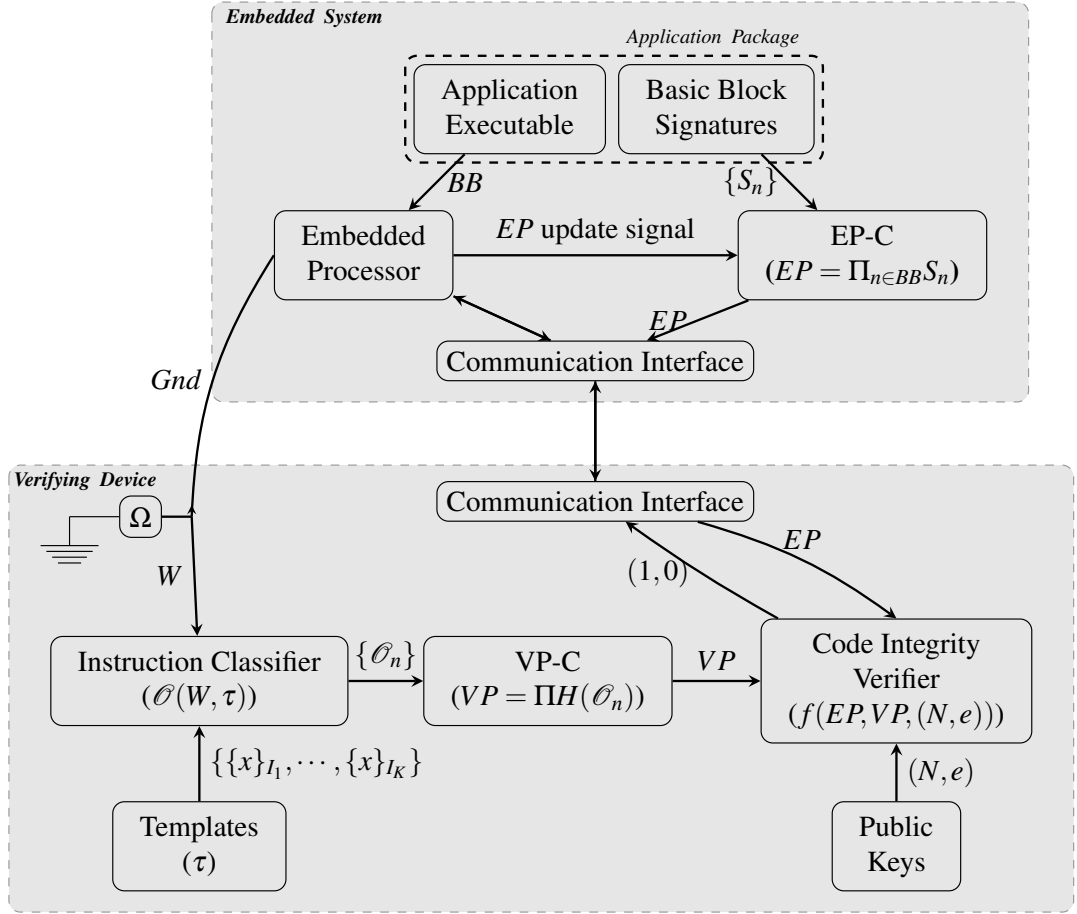 Embedded System
Application Package
Application
Executable
Basic Block
Signatures
BB
{S_n}
Embedded
Processor
EP update signal
EP-C
(EP = Π_{n∈BB} S_n)
EP
Communication Interface
Gnd
Verifying Device
Communication Interface
Ω
W
EP
(1,0)
Instruction Classifier
(𝒪(W,τ))
{𝒪_n}
VP-C
(VP = ΠH(𝒪_n))
VP
Code Integrity
Verifier
(f(EP,VP,(N,e)))
{{x}_{I_1},⋯,{x}_{I_K}}
(N,e)
Templates
(τ)
Public
Keys